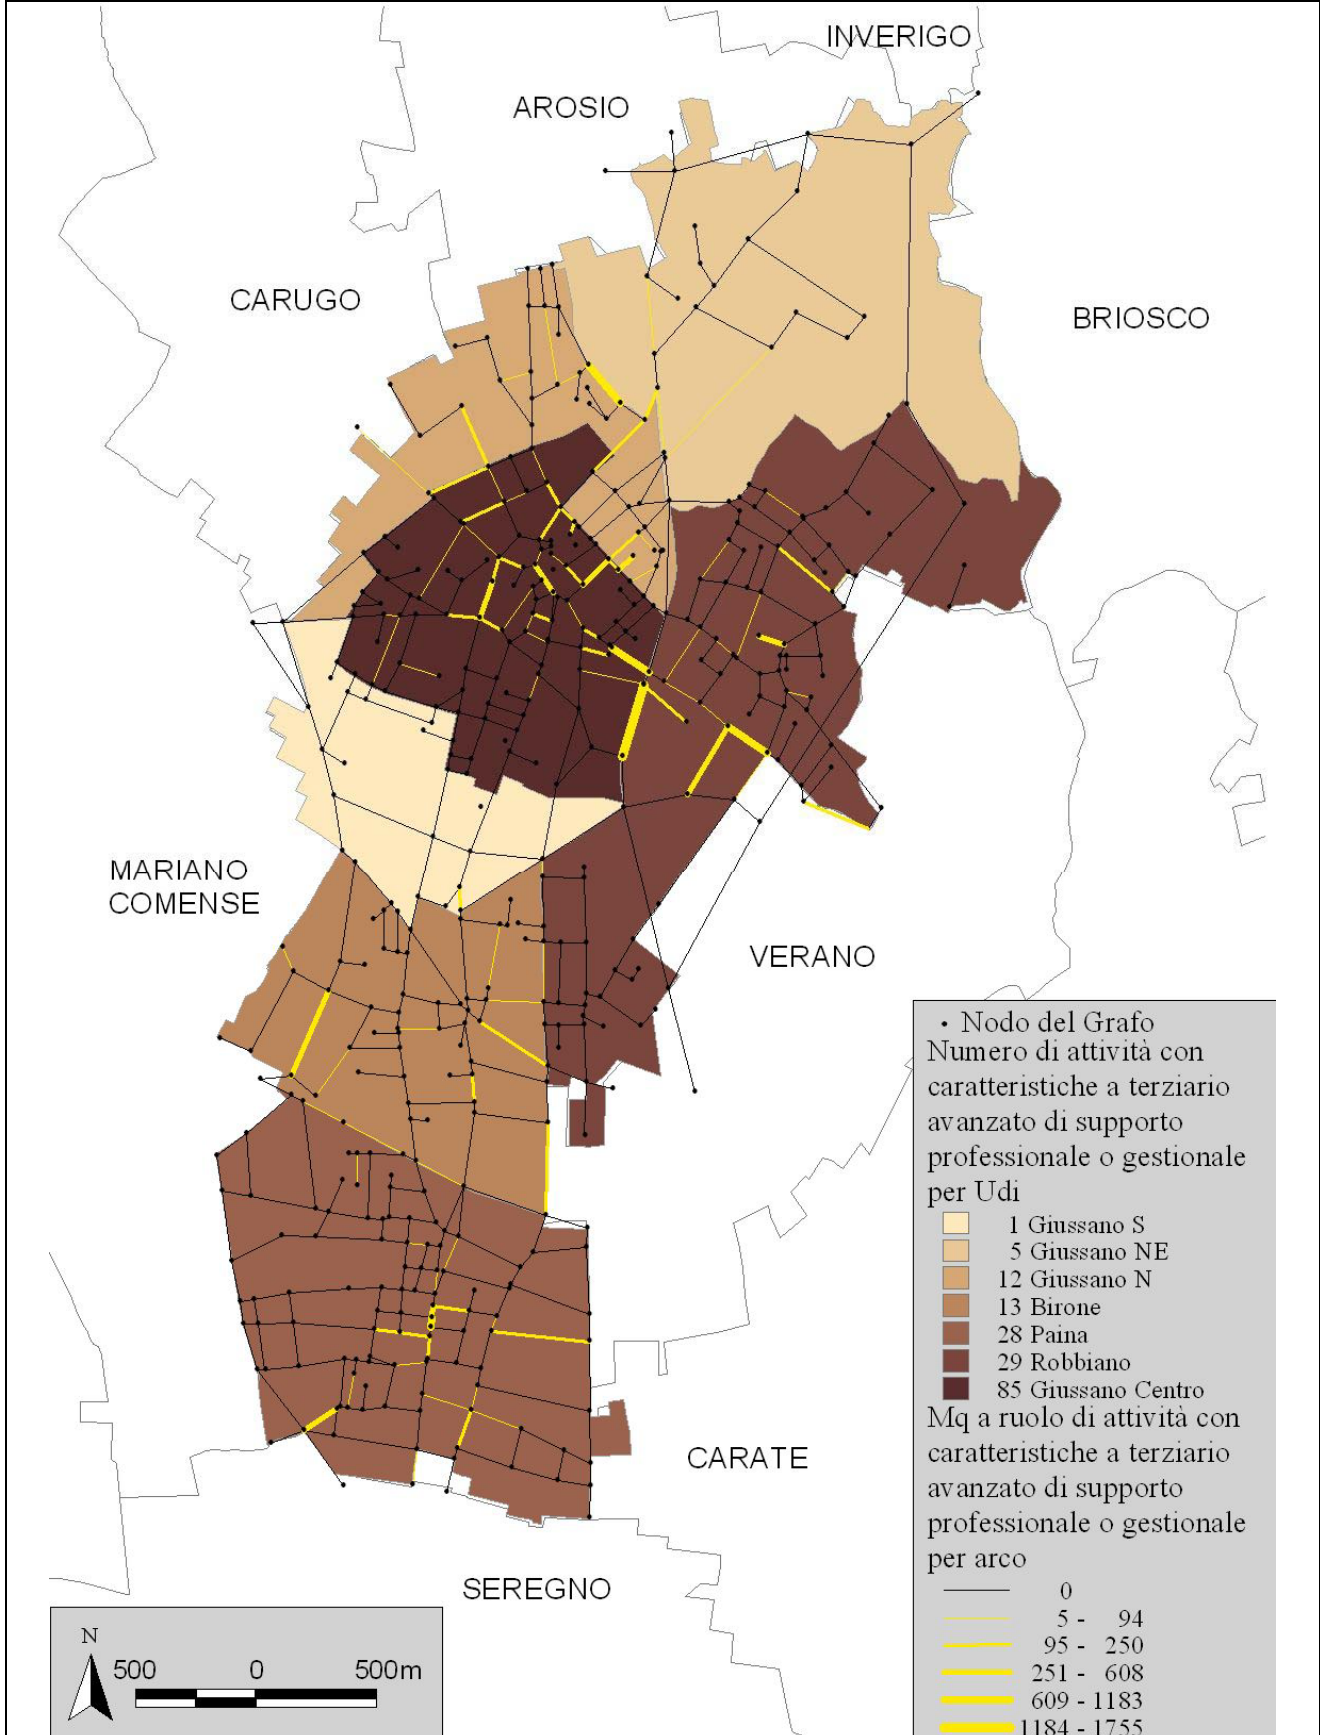 INVERIGO
AROSIO
CARUGO
BRIOSCO
MARIANO
COMENSE
VERANO
CARATE
SEREGNO
N
500 0 500m
• Nodo del Grafo
Numero di attività con
caratteristiche a terziario
avanzato di supporto
professionale o gestionale
per Udi
1 Giussano S
5 Giussano NE
12 Giussano N
13 Birone
28 Paina
29 Robbiano
85 Giussano Centro
Mq a ruolo di attività con
caratteristiche a terziario
avanzato di supporto
professionale o gestionale
per arco
0
5 - 94
95 - 250
251 - 608
609 - 1183
1184 - 1755